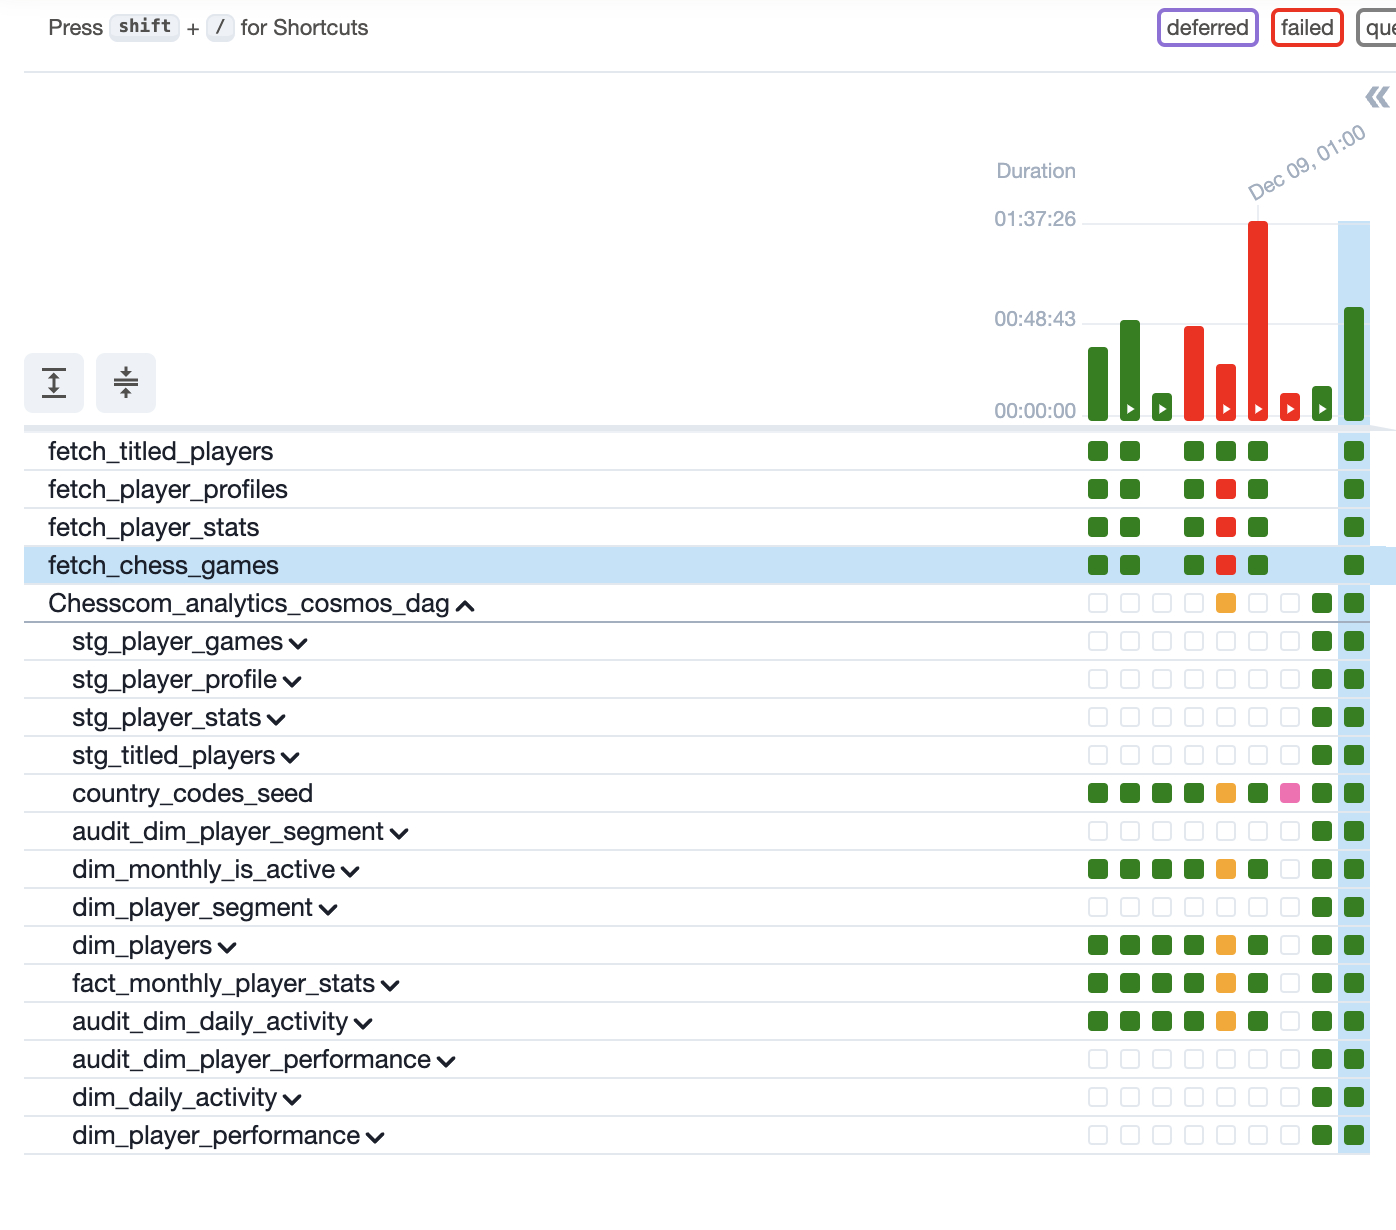 Press shift + / for Shortcuts
deferred failed que
Dec 09, 01:00
Duration
01:37:26
00:48:43
00:00:00
fetch_titled_players
fetch_player_profiles
fetch_player_stats
fetch_chess_games
Chesscom_analytics_cosmos_dag
stg_player_games
stg_player_profile
stg_player_stats
stg_titled_players
country_codes_seed
audit_dim_player_segment
dim_monthly_is_active
dim_player_segment
dim_players
fact_monthly_player_stats
audit_dim_daily_activity
audit_dim_player_performance
dim_daily_activity
dim_player_performance